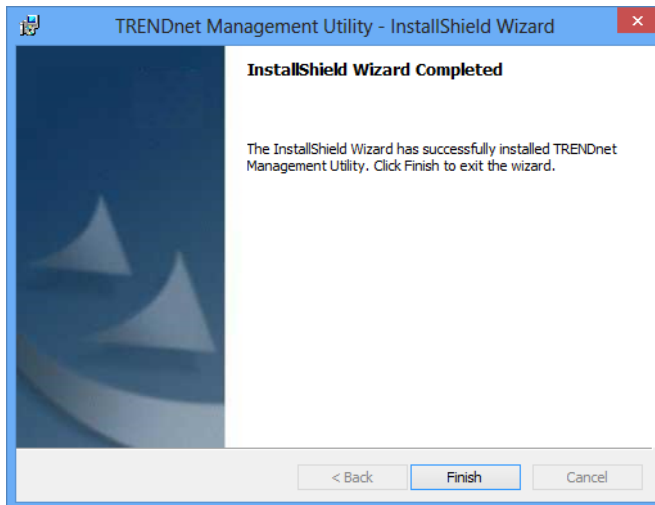 TRENDnet Management Utility - InstallShield Wizard
InstallShield Wizard Completed
The InstallShield Wizard has successfully installed TRENDnet
Management Utility. Click Finish to exit the wizard.
< Back Finish Cancel